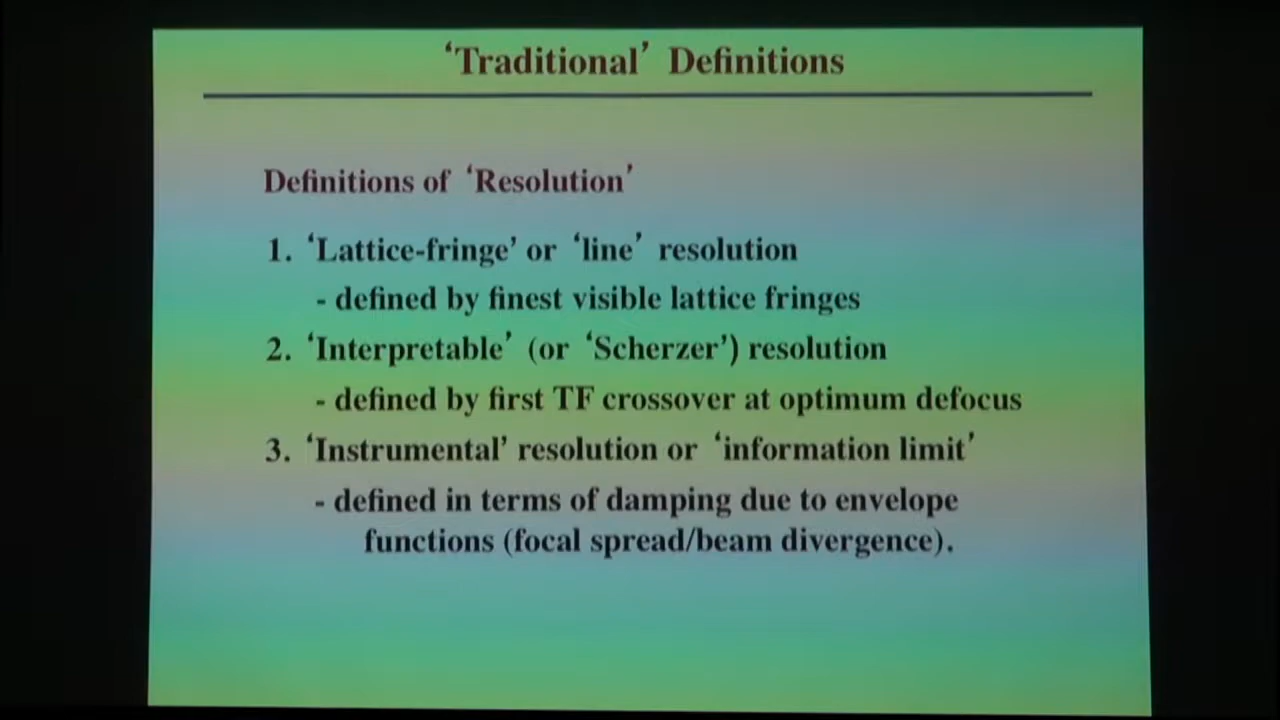 ‘Traditional’ Definitions
Definitions of ‘Resolution’
1. ‘Lattice-fringe’ or ‘line’ resolution
- defined by finest visible lattice fringes
2. ‘Interpretable’ (or ‘Scherzer’) resolution
- defined by first TF crossover at optimum defocus
3. ‘Instrumental’ resolution or ‘information limit’
- defined in terms of damping due to envelope
functions (focal spread/beam divergence).